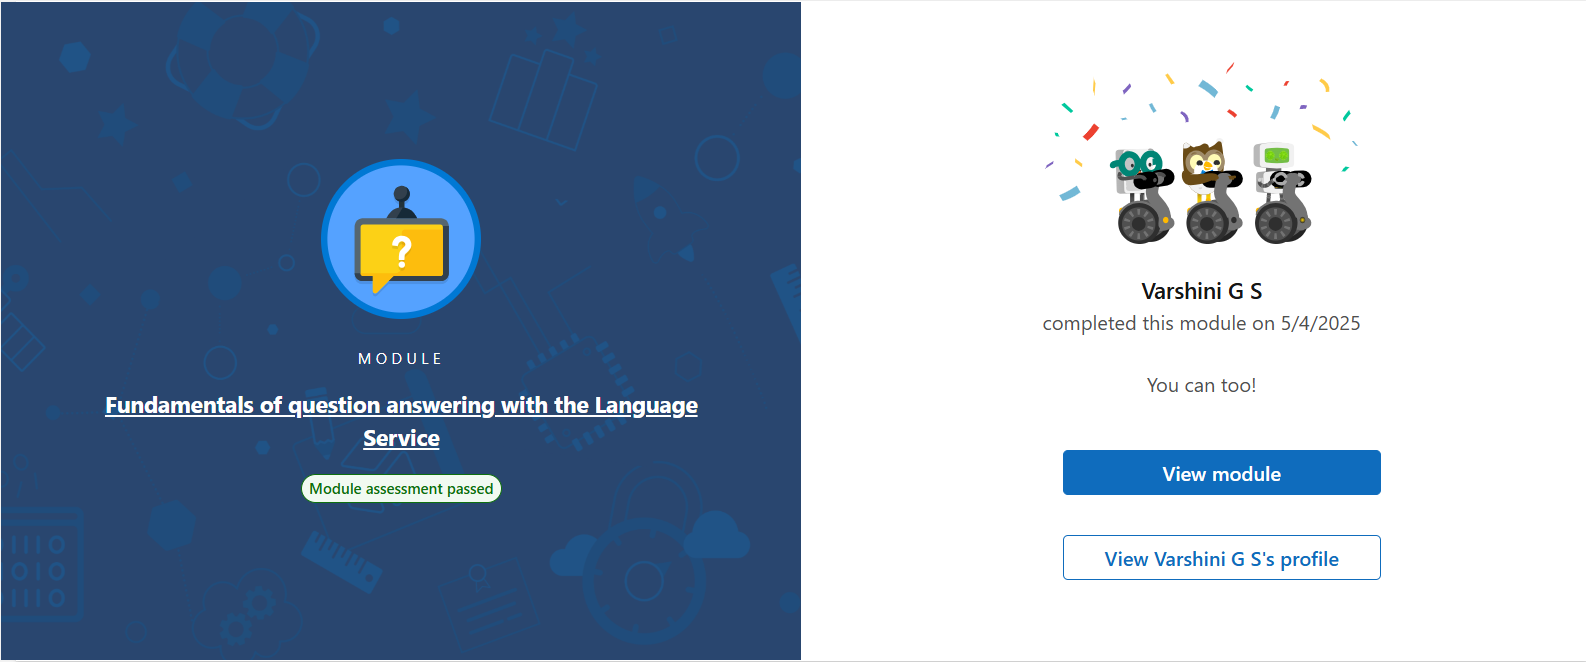 MODULE
Fundamentals of question answering with the Language
Service
Module assessment passed
Varshini G S
completed this module on 5/4/2025
You can too!
View module
View Varshini G S's profile